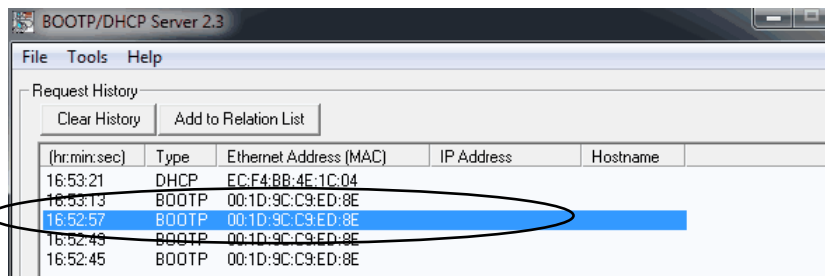 BOOTP/DHCP Server 2.3
File Tools Help
Request History
Clear History Add to Relation List
(hr:min:sec) Type Ethernet Address (MAC) IP Address Hostname
16:53:21 DHCP EC:F4:BB:4E:1C:04
16:53:13 BOOTP 00:1D:9C:C9:ED:8E
16:52:57 BOOTP 00:1D:9C:C9:ED:8E
16:52:49 BOOTP 00:1D:9C:C9:ED:8E
16:52:45 BOOTP 00:1D:9C:C9:ED:8E